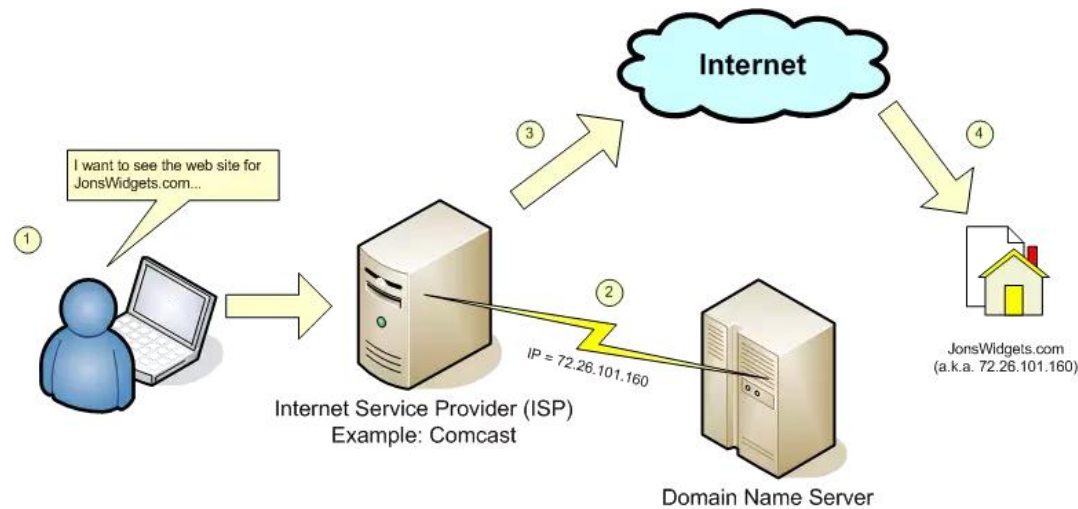 Internet
3
4
I want to see the web site for
JonsWidgets.com...
1
2
IP = 72.26.101.160
JonsWidgets.com
(a.k.a. 72.26.101.160)
Internet Service Provider (ISP)
Example: Comcast
Domain Name Server